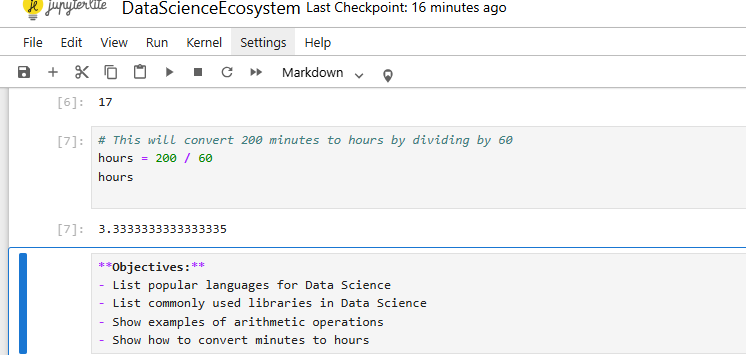 jupyterlite DataScienceEcosystem Last Checkpoint: 16 minutes ago
File Edit View Run Kernel Settings Help
Markdown
[6]: 17
[7]: # This will convert 200 minutes to hours by dividing by 60
hours = 200 / 60
hours
[7]: 3.3333333333333335
**Objectives:**
- List popular languages for Data Science
- List commonly used libraries in Data Science
- Show examples of arithmetic operations
- Show how to convert minutes to hours